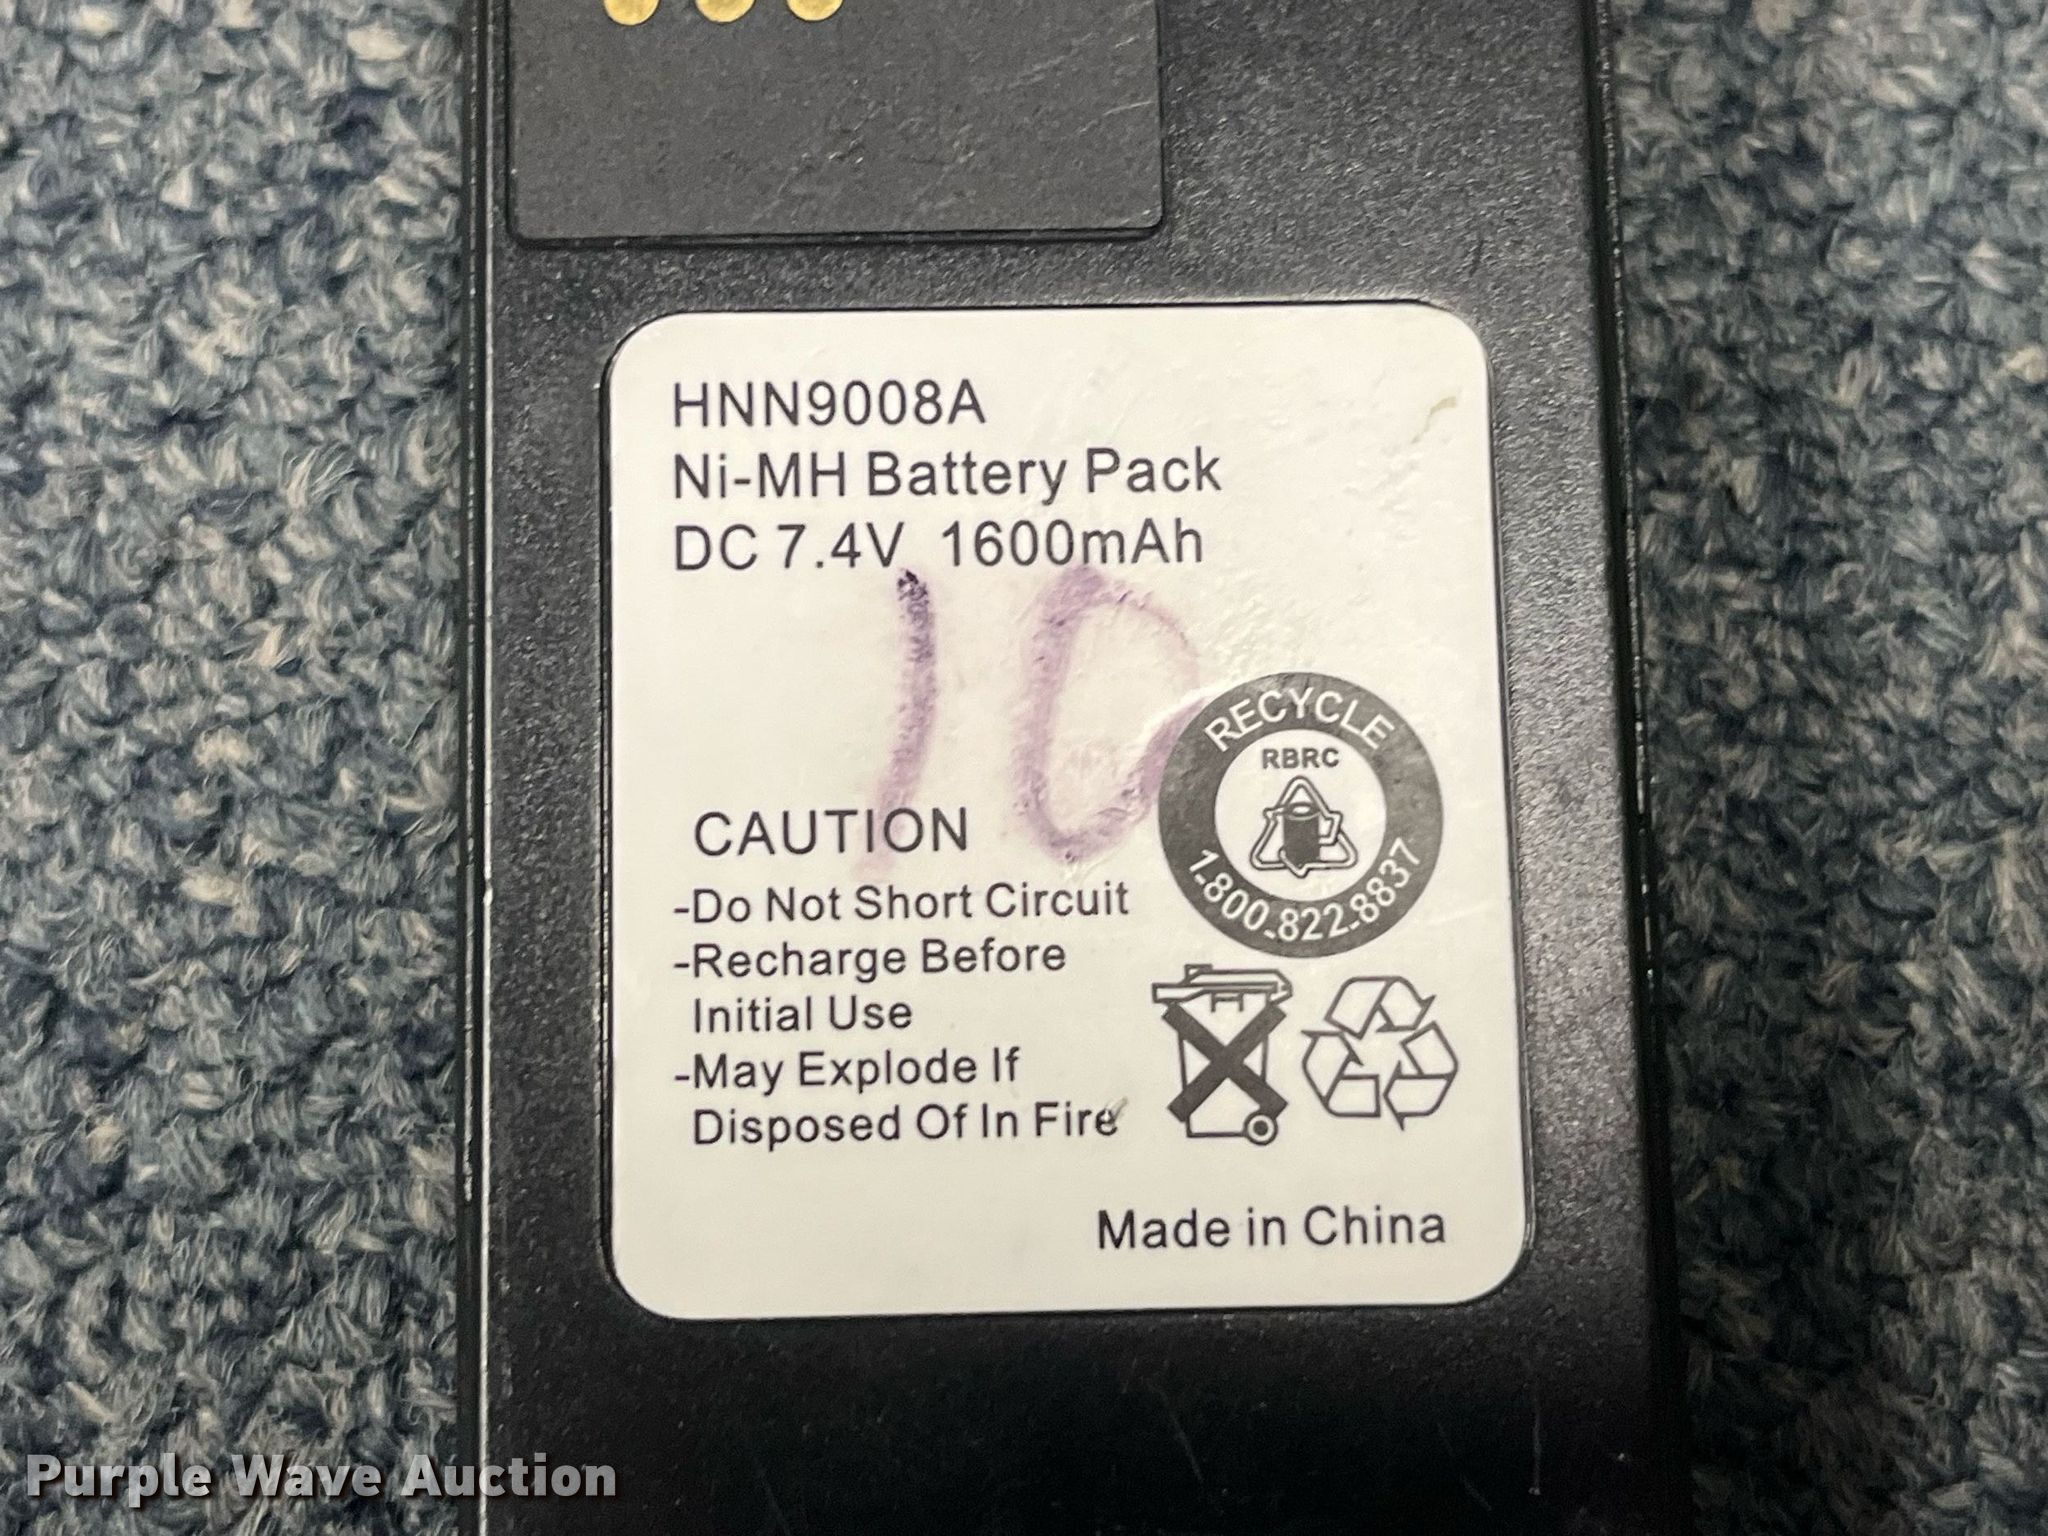 HNN9008A
Ni-MH Battery Pack
DC 7.4V 1600mAh
10
RECYCLE
RBRC
1.800.822.8837
CAUTION
-Do Not Short Circuit
-Recharge Before
Initial Use
-May Explode If
Disposed Of In Fire
Made in China
Purple Wave Auction